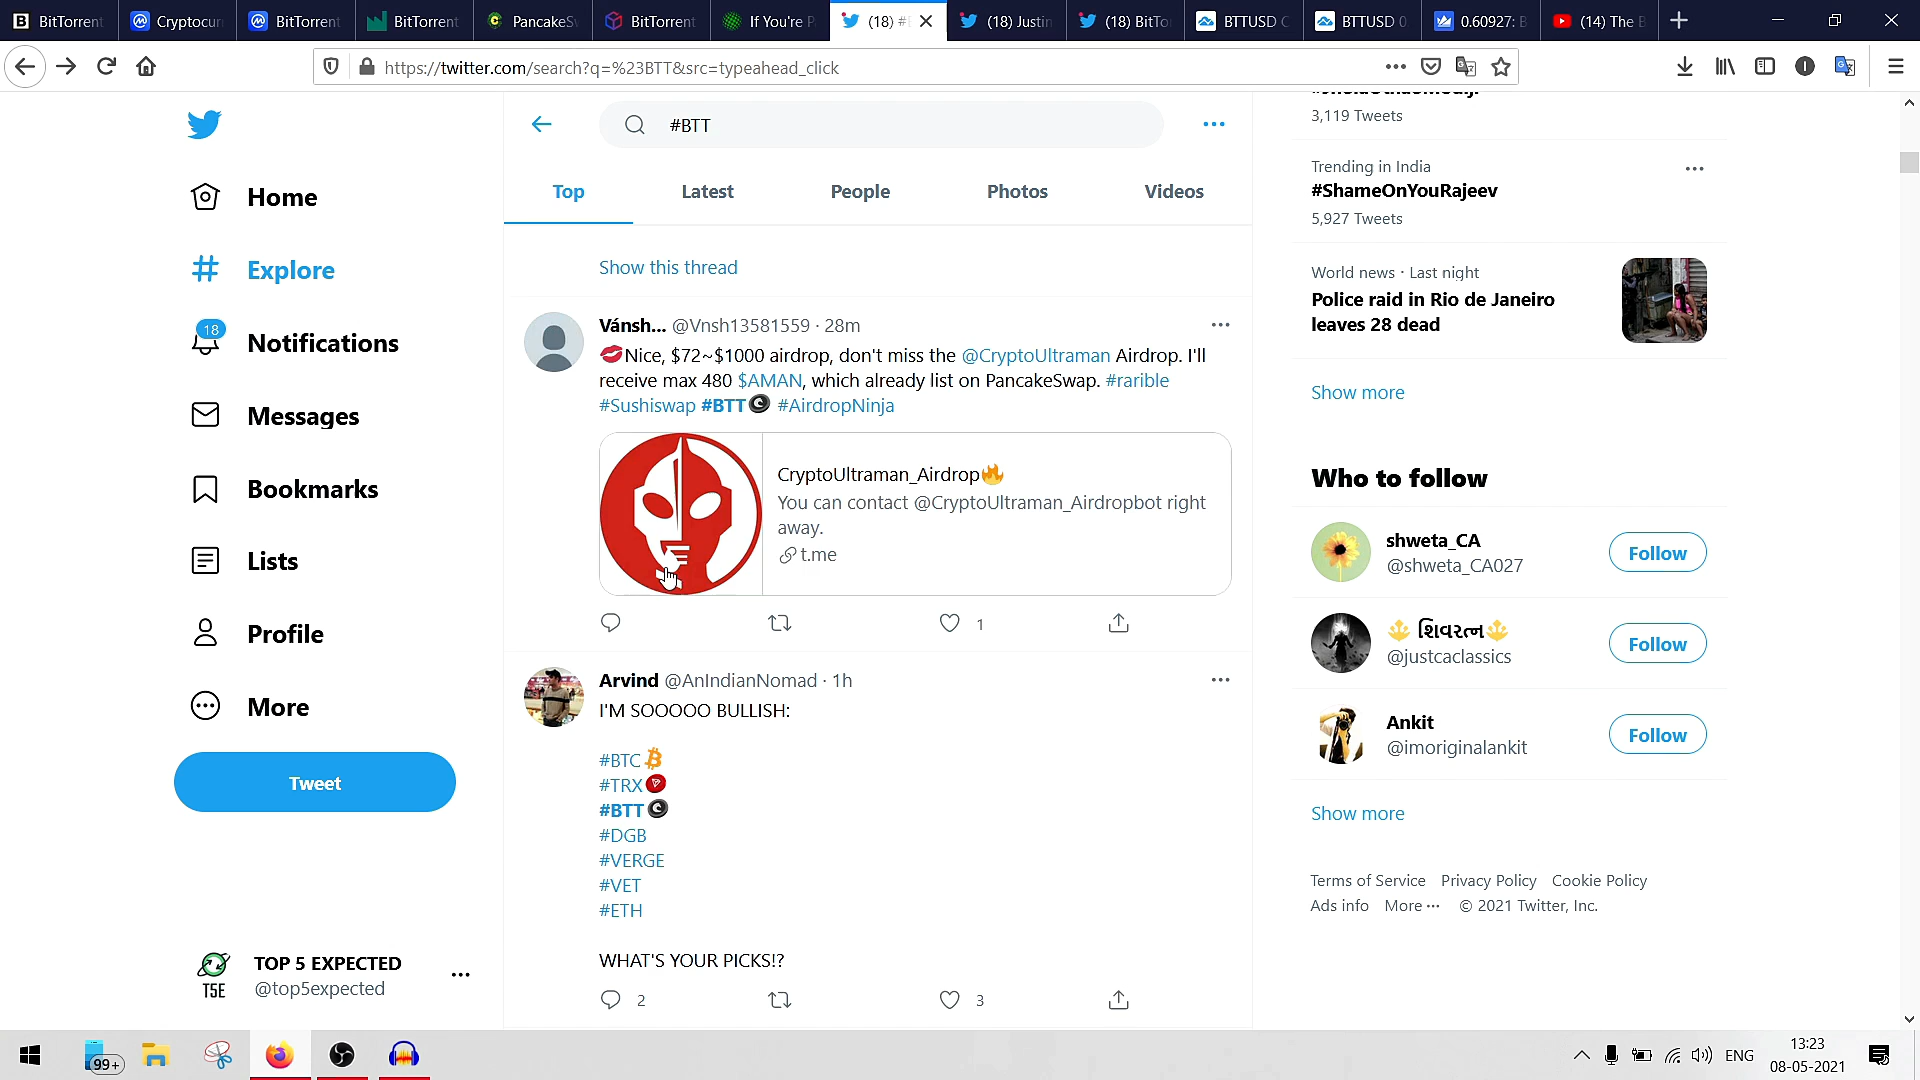 BitTorrent
Cryptocur
BitTorrent
BitTorrent
PancakeSw
BitTorrent
If You're P
(18) #
(18) Justin
(18) BitTo
BTTUSD C
BTTUSD 0
0.60927: B
(14) The B
https://twitter.com/search?q=%23BTT&src=typeahead_click
#BTT
Top
Latest
People
Photos
Videos
Home
Explore
18
Notifications
Messages
Bookmarks
Lists
Profile
More
Tweet
TOP 5 EXPECTED
@top5expected
T5E
Show this thread
Vánsh... @Vnsh13581559 · 28m
💋Nice, $72~$1000 airdrop, don't miss the @CryptoUltraman Airdrop. I'll
receive max 480 $AMAN, which already list on PancakeSwap. #rarible
#Sushiswap #BTT #AirdropNinja
CryptoUltraman_Airdrop🔥
You can contact @CryptoUltraman_Airdropbot right
away.
t.me
1
Arvind @AnIndianNomad · 1h
I'M SOOOOO BULLISH:
#BTC
#TRX
#BTT
#DGB
#VERGE
#VET
#ETH
WHAT'S YOUR PICKS!?
2
3
3,119 Tweets
Trending in India
#ShameOnYouRajeev
5,927 Tweets
World news · Last night
Police raid in Rio de Janeiro
leaves 28 dead
Show more
Who to follow
shweta_CA
@shweta_CA027
Follow
🔱 શિવરત્ન🔱
@justcaclassics
Follow
Ankit
@imoriginalankit
Follow
Show more
Terms of Service Privacy Policy Cookie Policy
Ads info More ··· © 2021 Twitter, Inc.
99+
ENG
13:23
08-05-2021